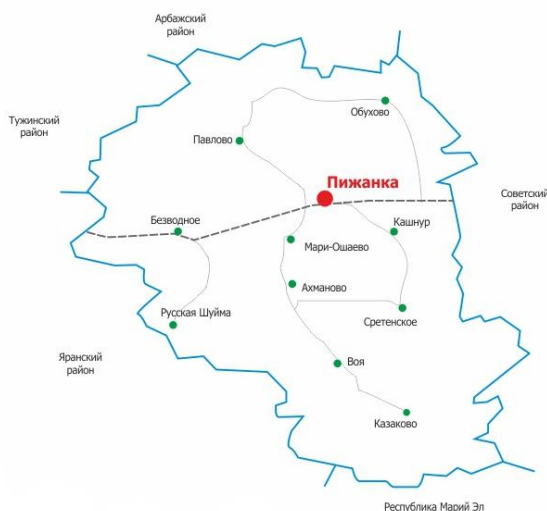 Арбажский
район
Обухово
Тужинский
район
Павлово
Пижанка
Советский
район
Безводное
Кашнур
Мари-Ошаево
Ахманово
Русская Шуйма
Сретенское
Яранский
район
Воя
Казаково
Республика Марий Эл